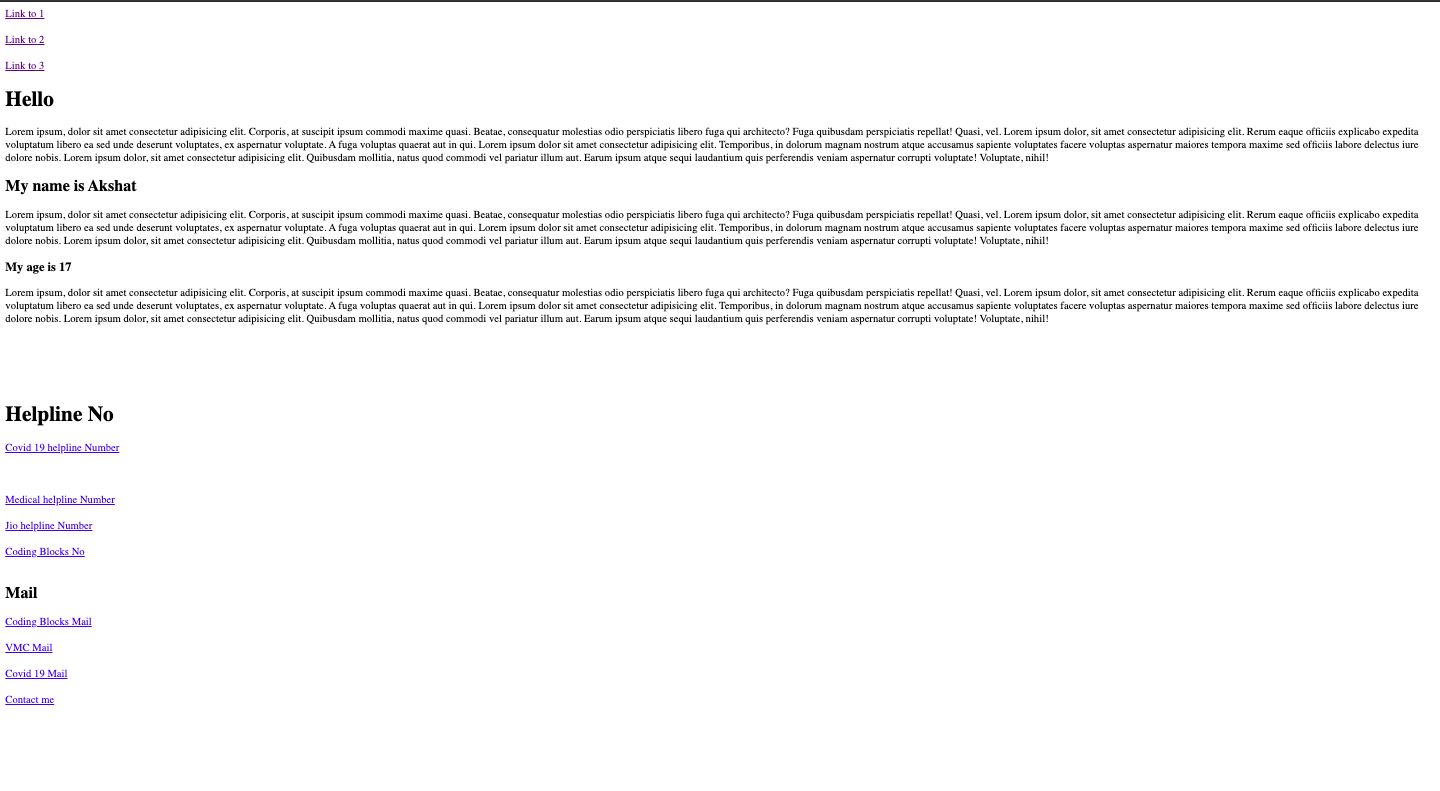 Link to 1
Link to 2
Link to 3
Hello
Lorem ipsum, dolor sit amet consectetur adipisicing elit. Corporis, at suscipit ipsum commodi maxime quasi. Beatae, consequatur molestias odio perspiciatis libero fuga qui architecto? Fuga quibusdam perspiciatis repellat! Quasi, vel. Lorem ipsum dolor, sit amet consectetur adipisicing elit. Rerum eaque officiis explicabo expedita
voluptatum libero ea sed unde deserunt voluptates, ex aspernatur voluptate. A fuga voluptas quaerat aut in qui. Lorem ipsum dolor sit amet consectetur adipisicing elit. Temporibus, in dolorum magnam nostrum atque accusamus sapiente voluptates facere voluptas aspernatur maiores tempora maxime sed officiis labore delectus iure
dolore nobis. Lorem ipsum dolor, sit amet consectetur adipisicing elit. Quibusdam mollitia, natus quod commodi vel pariatur illum aut. Earum ipsum atque sequi laudantium quis perferendis veniam aspernatur corrupti voluptate! Voluptate, nihil!
My name is Akshat
Lorem ipsum, dolor sit amet consectetur adipisicing elit. Corporis, at suscipit ipsum commodi maxime quasi. Beatae, consequatur molestias odio perspiciatis libero fuga qui architecto? Fuga quibusdam perspiciatis repellat! Quasi, vel. Lorem ipsum dolor, sit amet consectetur adipisicing elit. Rerum eaque officiis explicabo expedita
voluptatum libero ea sed unde deserunt voluptates, ex aspernatur voluptate. A fuga voluptas quaerat aut in qui. Lorem ipsum dolor sit amet consectetur adipisicing elit. Temporibus, in dolorum magnam nostrum atque accusamus sapiente voluptates facere voluptas aspernatur maiores tempora maxime sed officiis labore delectus iure
dolore nobis. Lorem ipsum dolor, sit amet consectetur adipisicing elit. Quibusdam mollitia, natus quod commodi vel pariatur illum aut. Earum ipsum atque sequi laudantium quis perferendis veniam aspernatur corrupti voluptate! Voluptate, nihil!
My age is 17
Lorem ipsum, dolor sit amet consectetur adipisicing elit. Corporis, at suscipit ipsum commodi maxime quasi. Beatae, consequatur molestias odio perspiciatis libero fuga qui architecto? Fuga quibusdam perspiciatis repellat! Quasi, vel. Lorem ipsum dolor, sit amet consectetur adipisicing elit. Rerum eaque officiis explicabo expedita
voluptatum libero ea sed unde deserunt voluptates, ex aspernatur voluptate. A fuga voluptas quaerat aut in qui. Lorem ipsum dolor sit amet consectetur adipisicing elit. Temporibus, in dolorum magnam nostrum atque accusamus sapiente voluptates facere voluptas aspernatur maiores tempora maxime sed officiis labore delectus iure
dolore nobis. Lorem ipsum dolor, sit amet consectetur adipisicing elit. Quibusdam mollitia, natus quod commodi vel pariatur illum aut. Earum ipsum atque sequi laudantium quis perferendis veniam aspernatur corrupti voluptate! Voluptate, nihil!
Helpline No
Covid 19 helpline Number
Medical helpline Number
Jio helpline Number
Coding Blocks No
Mail
Coding Blocks Mail
VMC Mail
Covid 19 Mail
Contact me